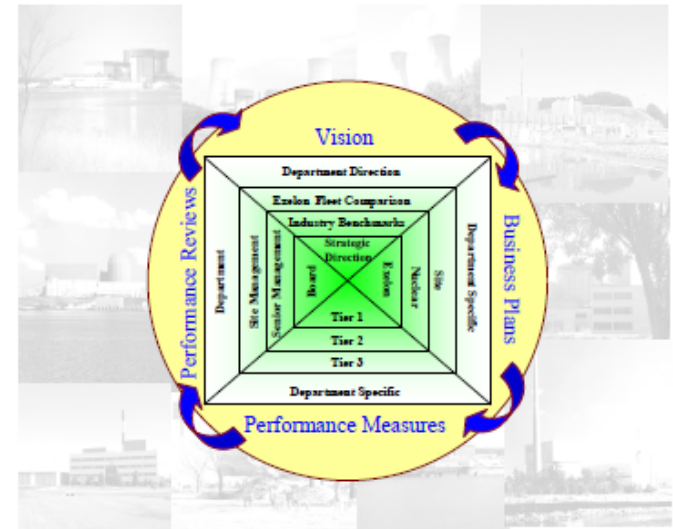 Vision
Department Direction
Exelon Fleet Comparison
Industry Benchmarks
Strategic
Direction
Performance Reviews
Department
Site Management
Senior Management
Board
Exelon
Nuclear
Site
Department Specific
Business Plans
Tier 1
Tier 2
Tier 3
Department Specific
Performance Measures